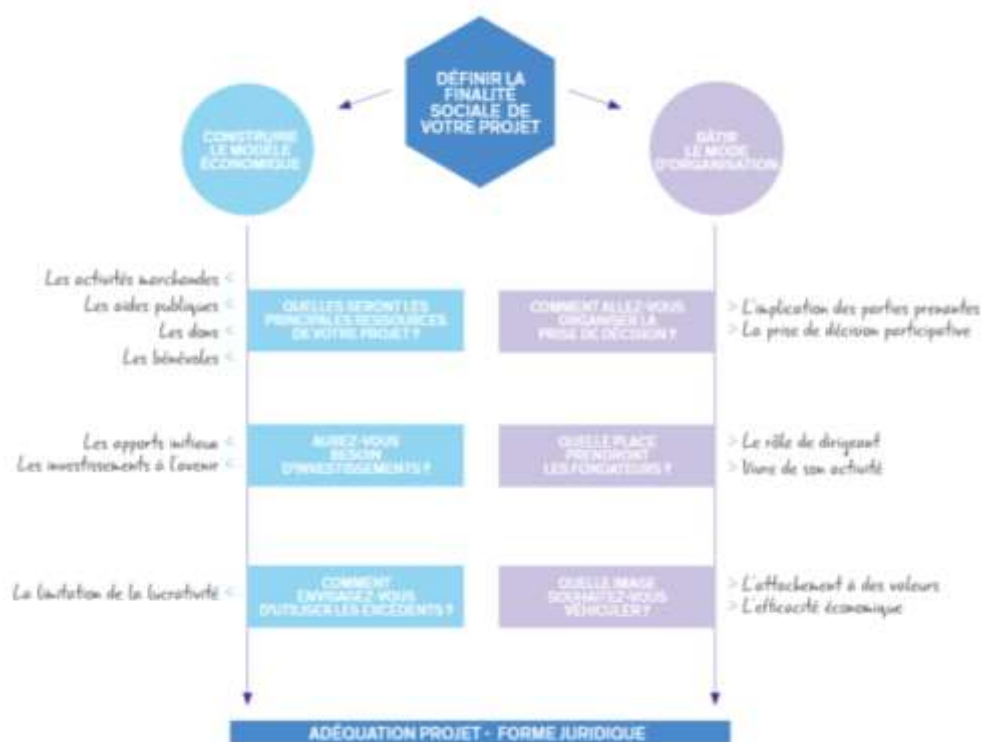 DÉFINIR LA
FINALITÉ
SOCIALE DE
VOTRE PROJET
CONSTRUIRE
LE MODÈLE
ÉCONOMIQUE
BÂTIR
LE MODE
D'ORGANISATION
Les activités marchandes <
Les aides publiques <
Les dons <
Les bénévoles <
QUELLES SERONT LES
PRINCIPALES RESSOURCES
DE VOTRE PROJET ?
COMMENT ALLEZ-VOUS
ORGANISER LA
PRISE DE DÉCISION ?
> L'implication des parties prenantes
> La prise de décision participative
Les apports initiaux <
Les investissements à l'avenir <
AUREZ-VOUS
BESOIN
D'INVESTISSEMENTS ?
QUELLE PLACE
PRENDRONT
LES FONDATEURS ?
> Le rôle de dirigeant
> Vivre de son activité
La limitation de la lucrativité <
COMMENT
ENVISAGEZ-VOUS
D'UTILISER LES EXCÉDENTS ?
QUELLE IMAGE
SOUHAITEZ-VOUS
VÉHICULER ?
> L'attachement à des valeurs
> L'efficacité économique
ADÉQUATION PROJET - FORME JURIDIQUE